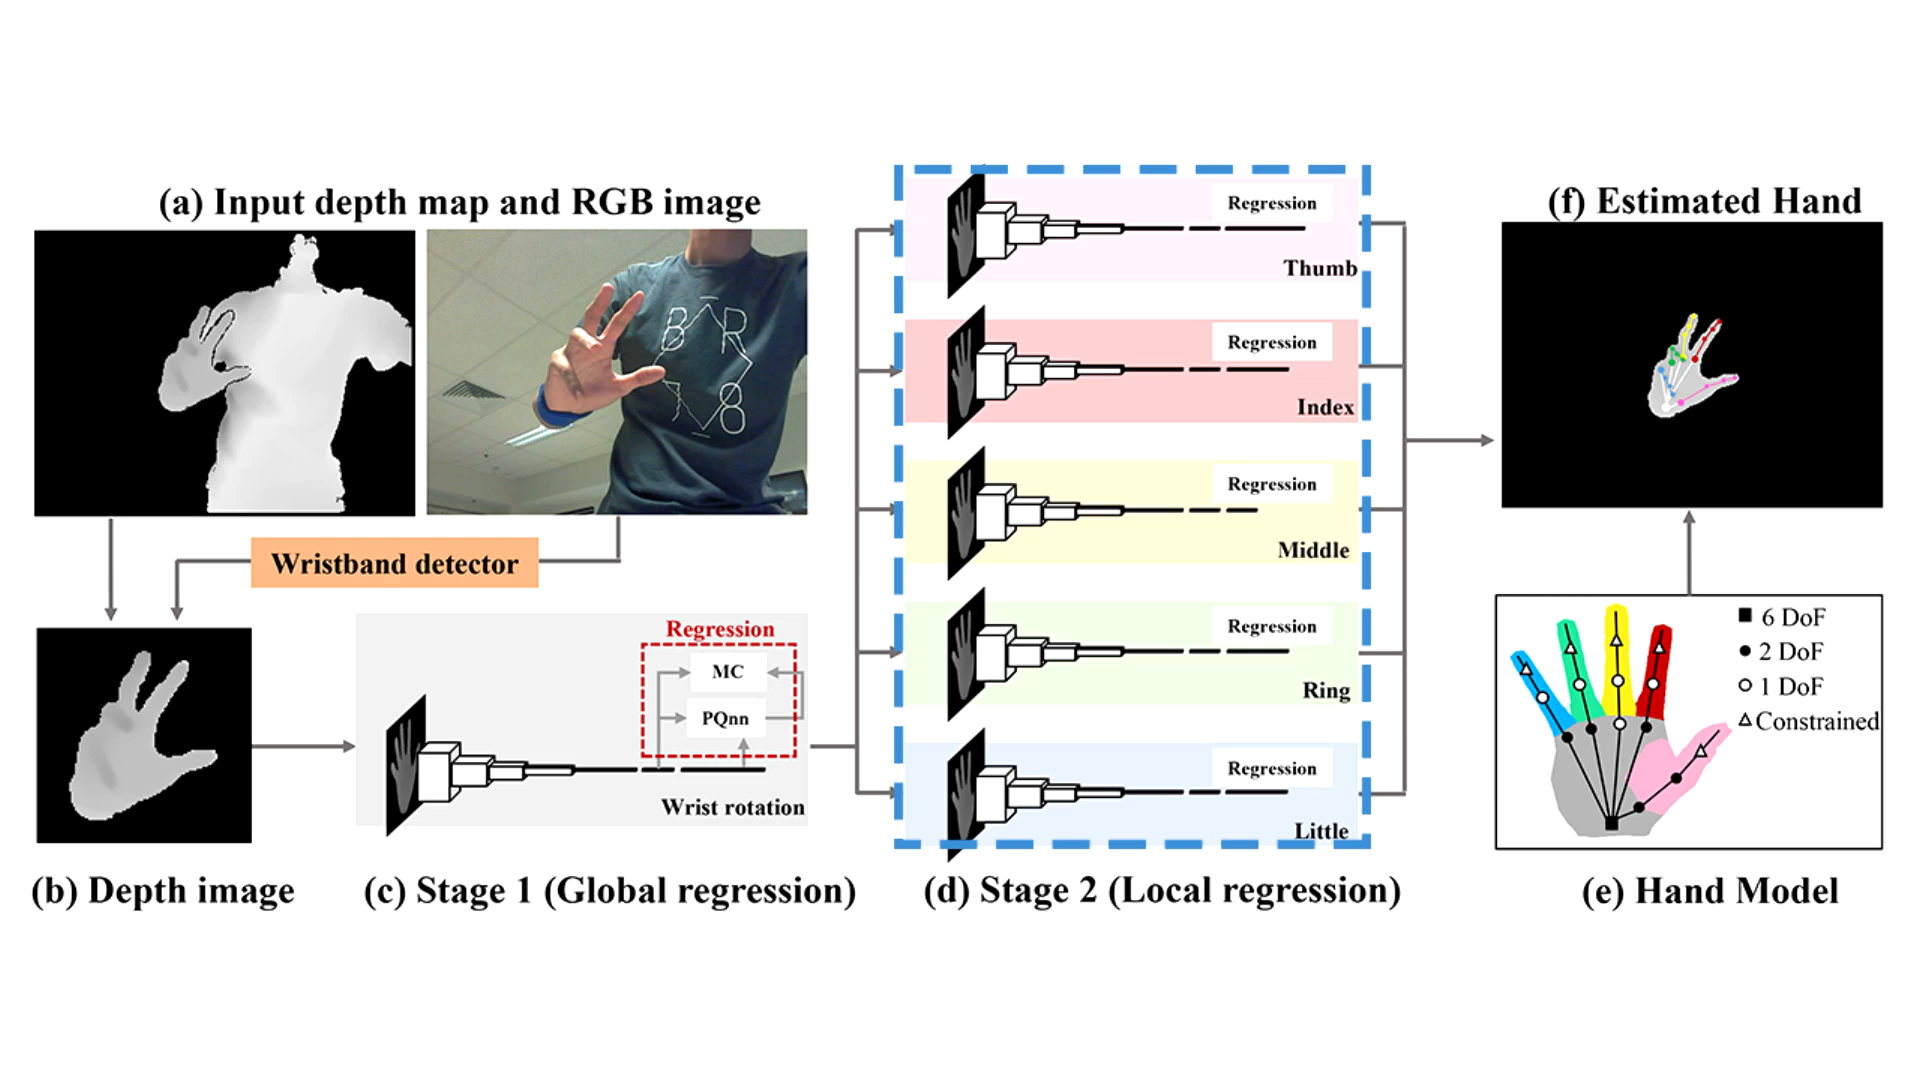 (a) Input depth map and RGB image
BAR
Wristband detector
(b) Depth image
Regression
MC
PQnn
Wrist rotation
(c) Stage 1 (Global regression)
Regression
Thumb
Regression
Index
Regression
Middle
Regression
Ring
Regression
Little
(d) Stage 2 (Local regression)
(f) Estimated Hand
6 DoF
2 DoF
1 DoF
Constrained
(e) Hand Model